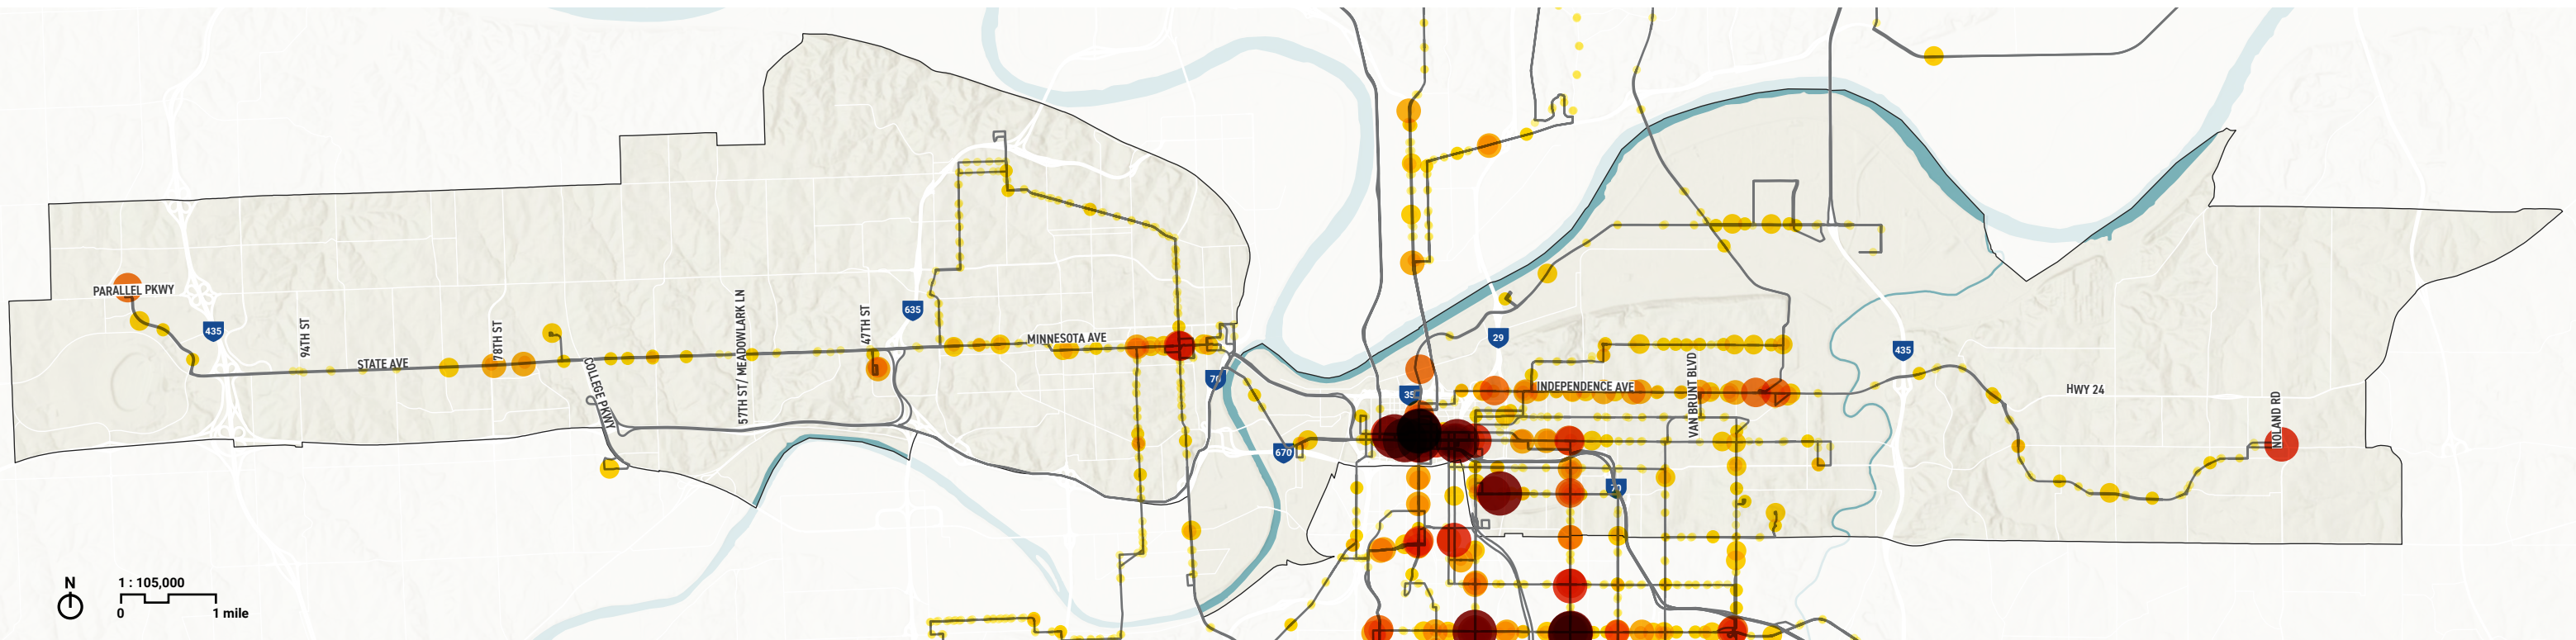 PARALLEL PKWY
435
94TH ST
STATE AVE
78TH ST
COLLEGE PKWY
57TH ST/ MEADOWLARK LN
47TH ST
635
MINNESOTA AVE
70
670
35
29
INDEPENDENCE AVE
VAN BRUNT BLVD
70
435
HWY 24
NOLAND RD
N
1 : 105,000
0
1 mile